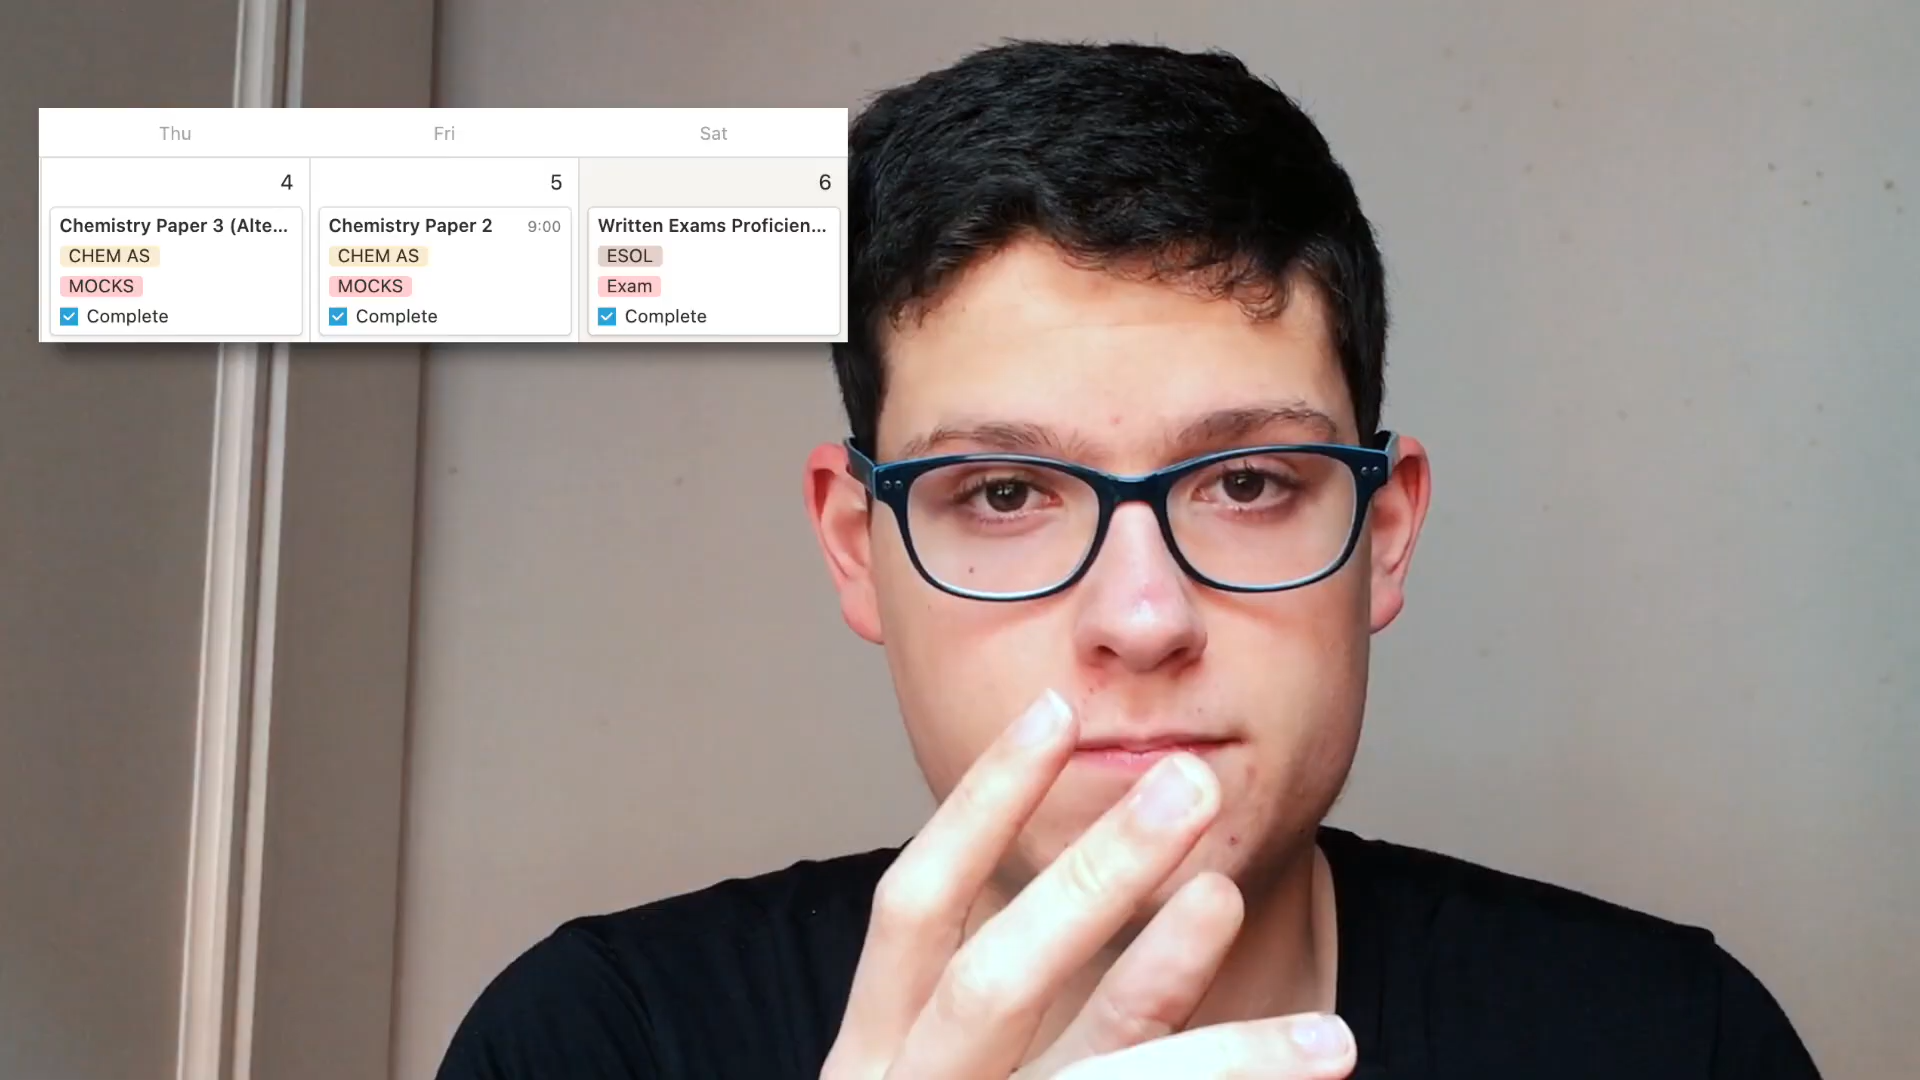 Thu
Fri
Sat
4
5
6
Chemistry Paper 3 (Alte...
CHEM AS
MOCKS
Complete
Chemistry Paper 2 9:00
CHEM AS
MOCKS
Complete
Written Exams Proficien...
ESOL
Exam
Complete